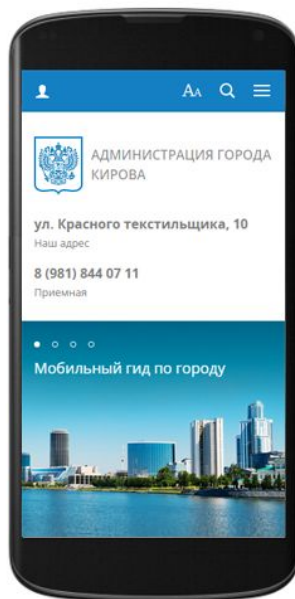 АА
АДМИНИСТРАЦИЯ ГОРОДА
КИРОВА
ул. Красного текстильщика, 10
Наш адрес
8 (981) 844 07 11
Приемная
Мобильный гид по городу